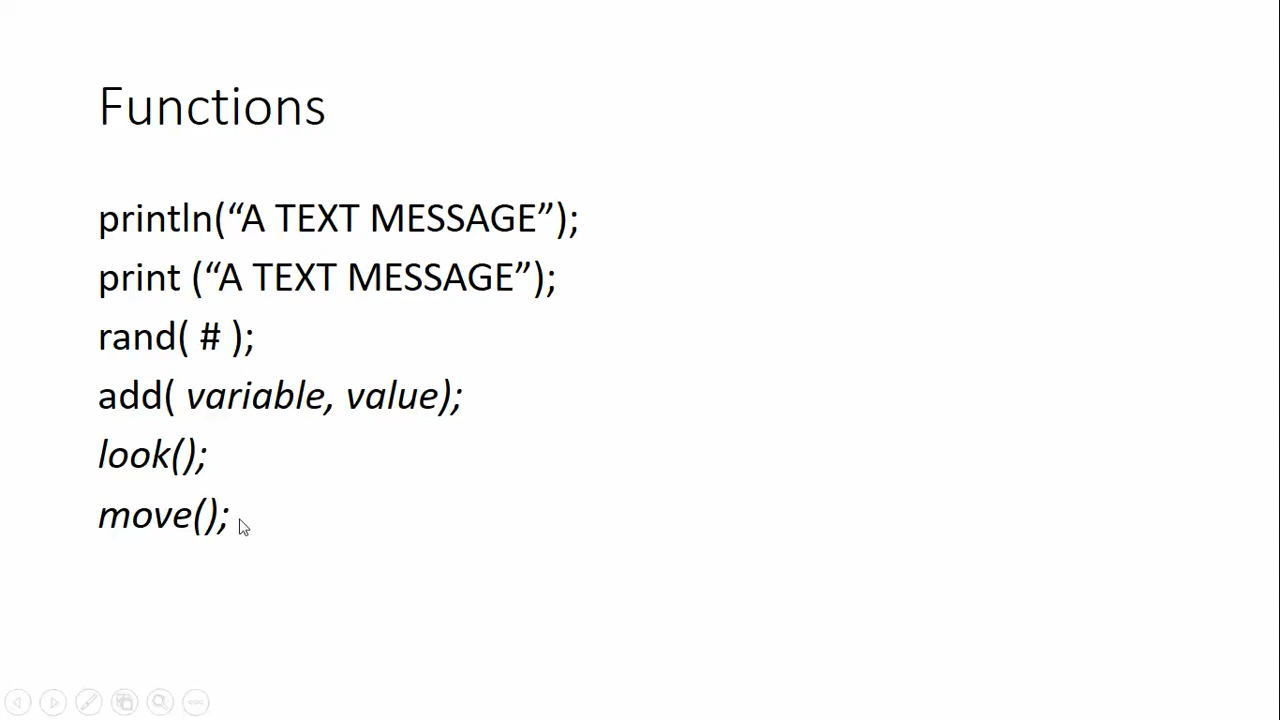 Functions
println(“A TEXT MESSAGE”);
print (“A TEXT MESSAGE”);
rand( # );
add( variable, value);
look();
move();